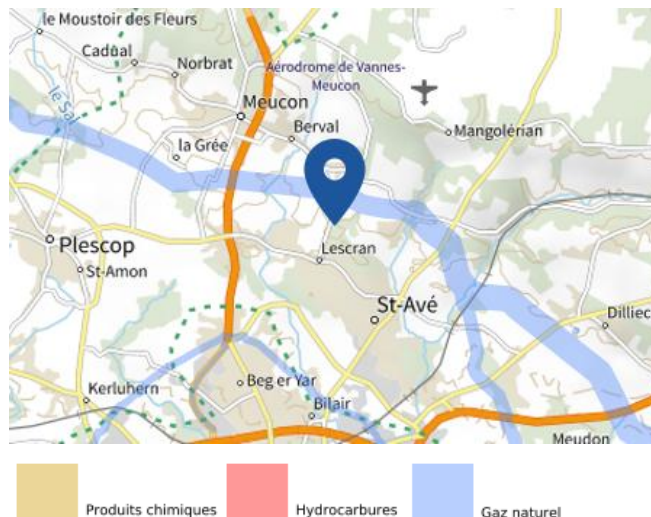 le Moustoir des Fleurs
Cadual
Norbrat
Aérodrome de Vannes-
Meucon
le Sal
Meucon
Berval
Mangolérian
la Grée
Plescop
Lescran
St-Amon
St-Avé
Dilliec
Beg er Yar
Kerluhern
Bilair
Meudon
Produits chimiques
Hydrocarbures
Gaz naturel